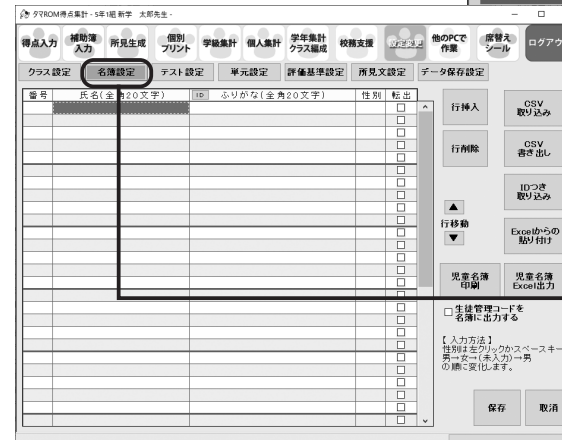 タマROM得点集計 - 5年1組 新学　太郎先生 -
得点入力
補助簿
入力
所見生成
個別
プリント
学級集計
個人集計
学年集計
クラス編成
校務支援
設定変更
他のPCで
作業
席替え
シール
ログアウ
クラス設定
名簿設定
テスト設定
単元設定
評価基準設定
所見文設定
データ保存設定
番号
氏名(全角20文字)
ID
ふりがな(全角20文字)
性別
転出
行挿入
CSV
取り込み
行削除
CSV
書き出し
IDつき
取り込み
▲
行移動
▼
Excelからの
貼り付け
児童名簿
印刷
児童名簿
Excel出力
生徒管理コードを
名簿に出力する
【入力方法】
性別は左クリックかスペースキー
男→女→(未入力)→男
の順に変化します。
保存
取消